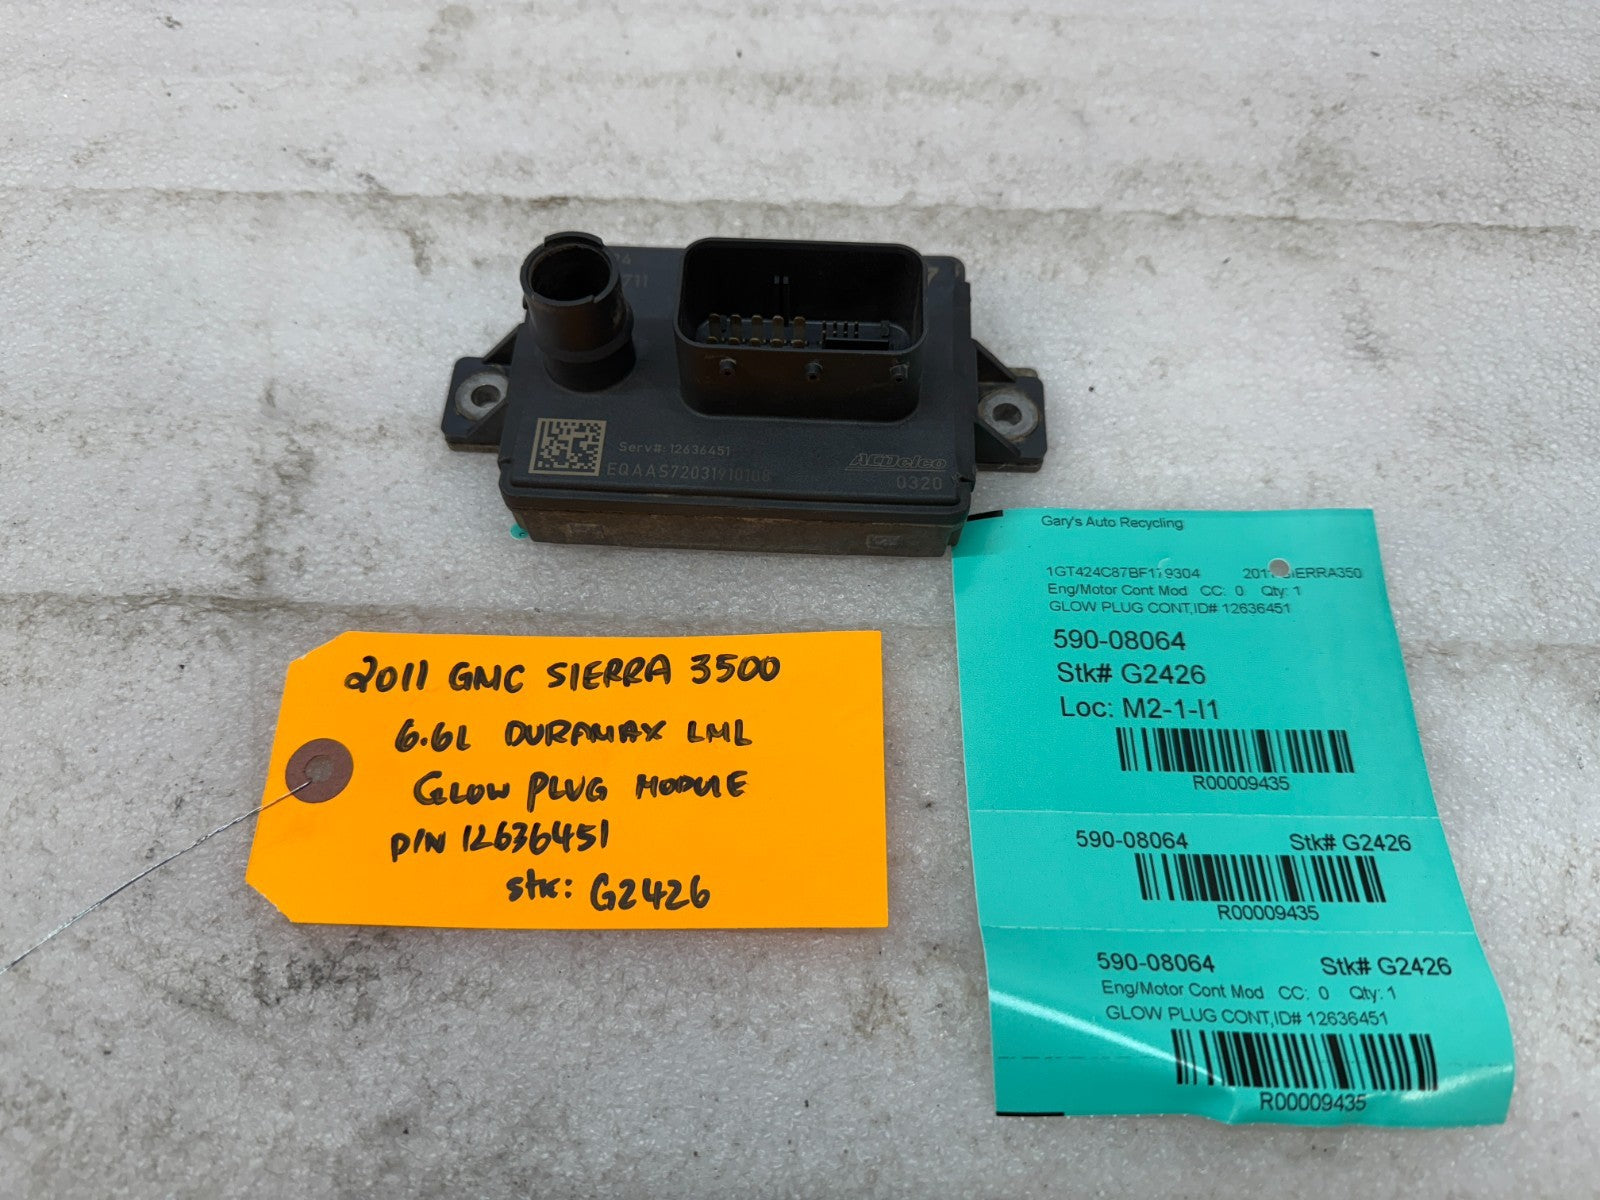 711
7
Serv#: 12636451
EQAAS72031910108
ACDelco
0320
2011 GMC SIERRA 3500
6.6L DURAMAX LML
GLOW PLUG MODULE
P/N 12636451
stk: G2426
Gary's Auto Recycling
1GT424C87BF179304 SIERRA350
Eng/Motor Cont Mod CC: 0 Qty: 1
GLOW PLUG CONT,ID# 12636451
590-08064
Stk# G2426
Loc: M2-1-I1
R00009435
590-08064 Stk# G2426
R00009435
590-08064 Stk# G2426
Eng/Motor Cont Mod CC: 0 Qty: 1
GLOW PLUG CONT,ID# 12636451
R00009435